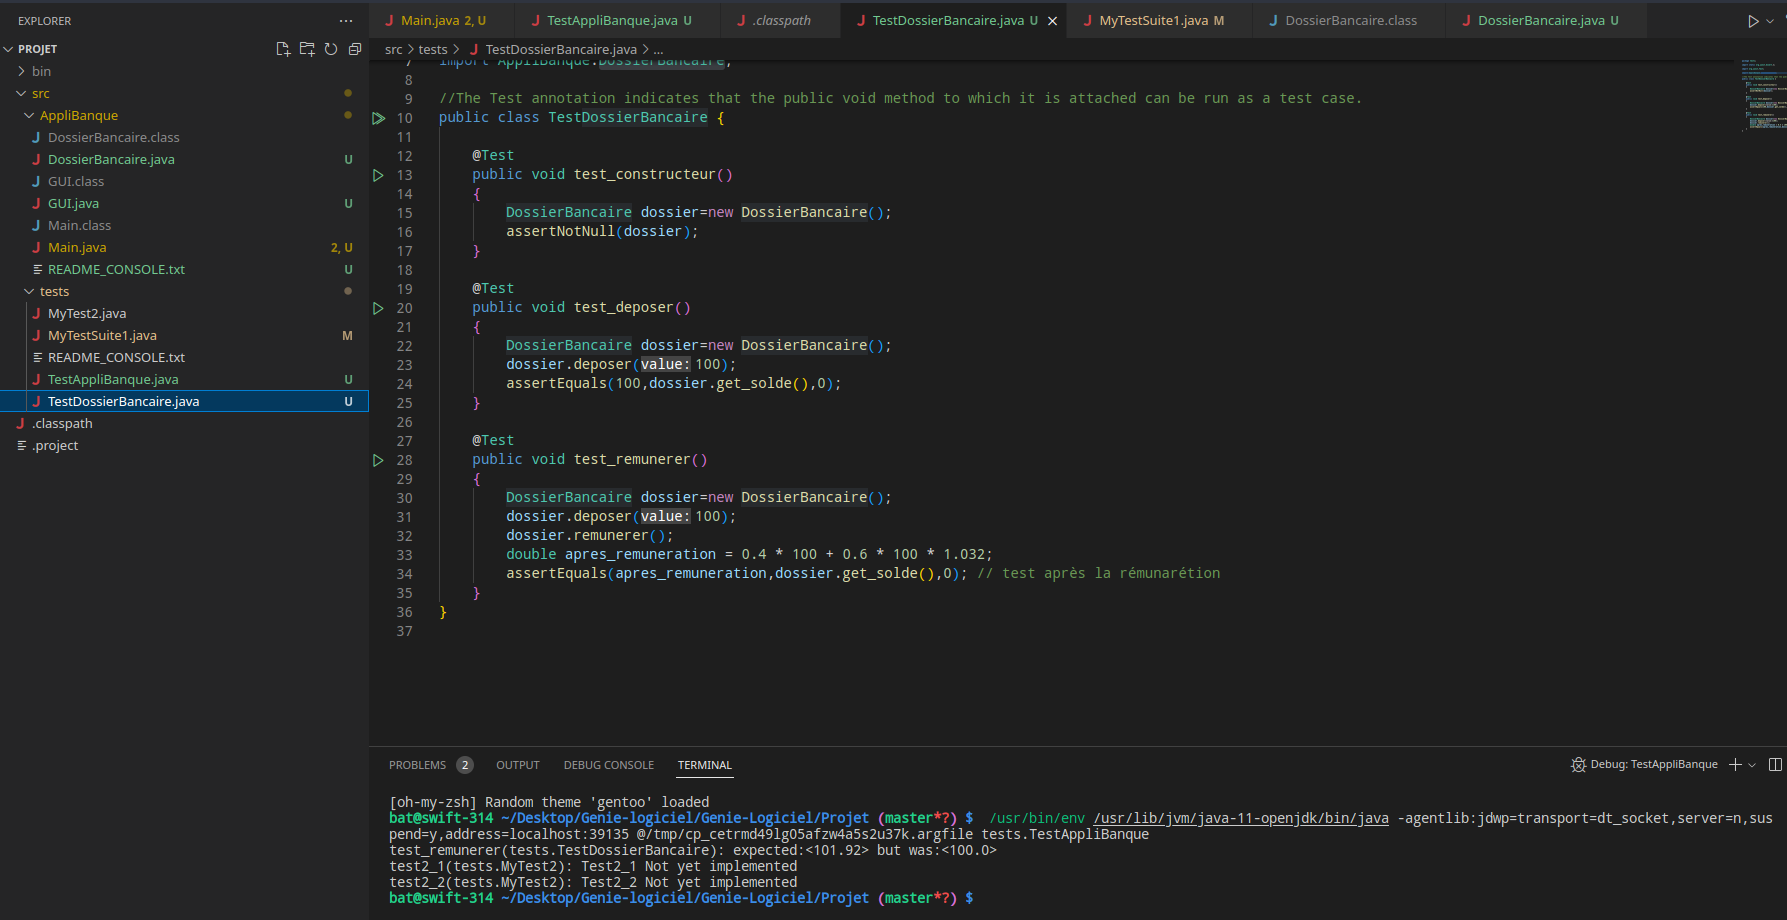 EXPLORER
PROJET
bin
src
AppliBanque
DossierBancaire.class
DossierBancaire.java U
GUI.class
GUI.java U
Main.class
Main.java 2, U
README_CONSOLE.txt U
tests
MyTest2.java
MyTestSuite1.java M
README_CONSOLE.txt
TestAppliBanque.java U
TestDossierBancaire.java U
.classpath
.project
Main.java 2, U TestAppliBanque.java U .classpath TestDossierBancaire.java U MyTestSuite1.java M DossierBancaire.class DossierBancaire.java U
src > tests > TestDossierBancaire.java > ...
7 import AppliBanque.DossierBancaire;
8
9 //The Test annotation indicates that the public void method to which it is attached can be run as a test case.
10 public class TestDossierBancaire {
11
12 @Test
13 public void test_constructeur()
14 {
15 DossierBancaire dossier=new DossierBancaire();
16 assertNotNull(dossier);
17 }
18
19 @Test
20 public void test_deposer()
21 {
22 DossierBancaire dossier=new DossierBancaire();
23 dossier.deposer(value: 100);
24 assertEquals(100,dossier.get_solde(),0);
25 }
26
27 @Test
28 public void test_remunerer()
29 {
30 DossierBancaire dossier=new DossierBancaire();
31 dossier.deposer(value: 100);
32 dossier.remunerer();
33 double apres_remuneration = 0.4 * 100 + 0.6 * 100 * 1.032;
34 assertEquals(apres_remuneration,dossier.get_solde(),0); // test après la rémunarétion
35 }
36 }
37
PROBLEMS 2 OUTPUT DEBUG CONSOLE TERMINAL Debug: TestAppliBanque
[oh-my-zsh] Random theme 'gentoo' loaded
bat@swift-314 ~/Desktop/Genie-logiciel/Genie-Logiciel/Projet (master*?) $ /usr/bin/env /usr/lib/jvm/java-11-openjdk/bin/java -agentlib:jdwp=transport=dt_socket,server=n,sus
pend=y,address=localhost:39135 @/tmp/cp_cetrmd49lg05afzw4a5s2u37k.argfile tests.TestAppliBanque
test_remunerer(tests.TestDossierBancaire): expected:<101.92> but was:<100.0>
test2_1(tests.MyTest2): Test2_1 Not yet implemented
test2_2(tests.MyTest2): Test2_2 Not yet implemented
bat@swift-314 ~/Desktop/Genie-logiciel/Genie-Logiciel/Projet (master*?) $